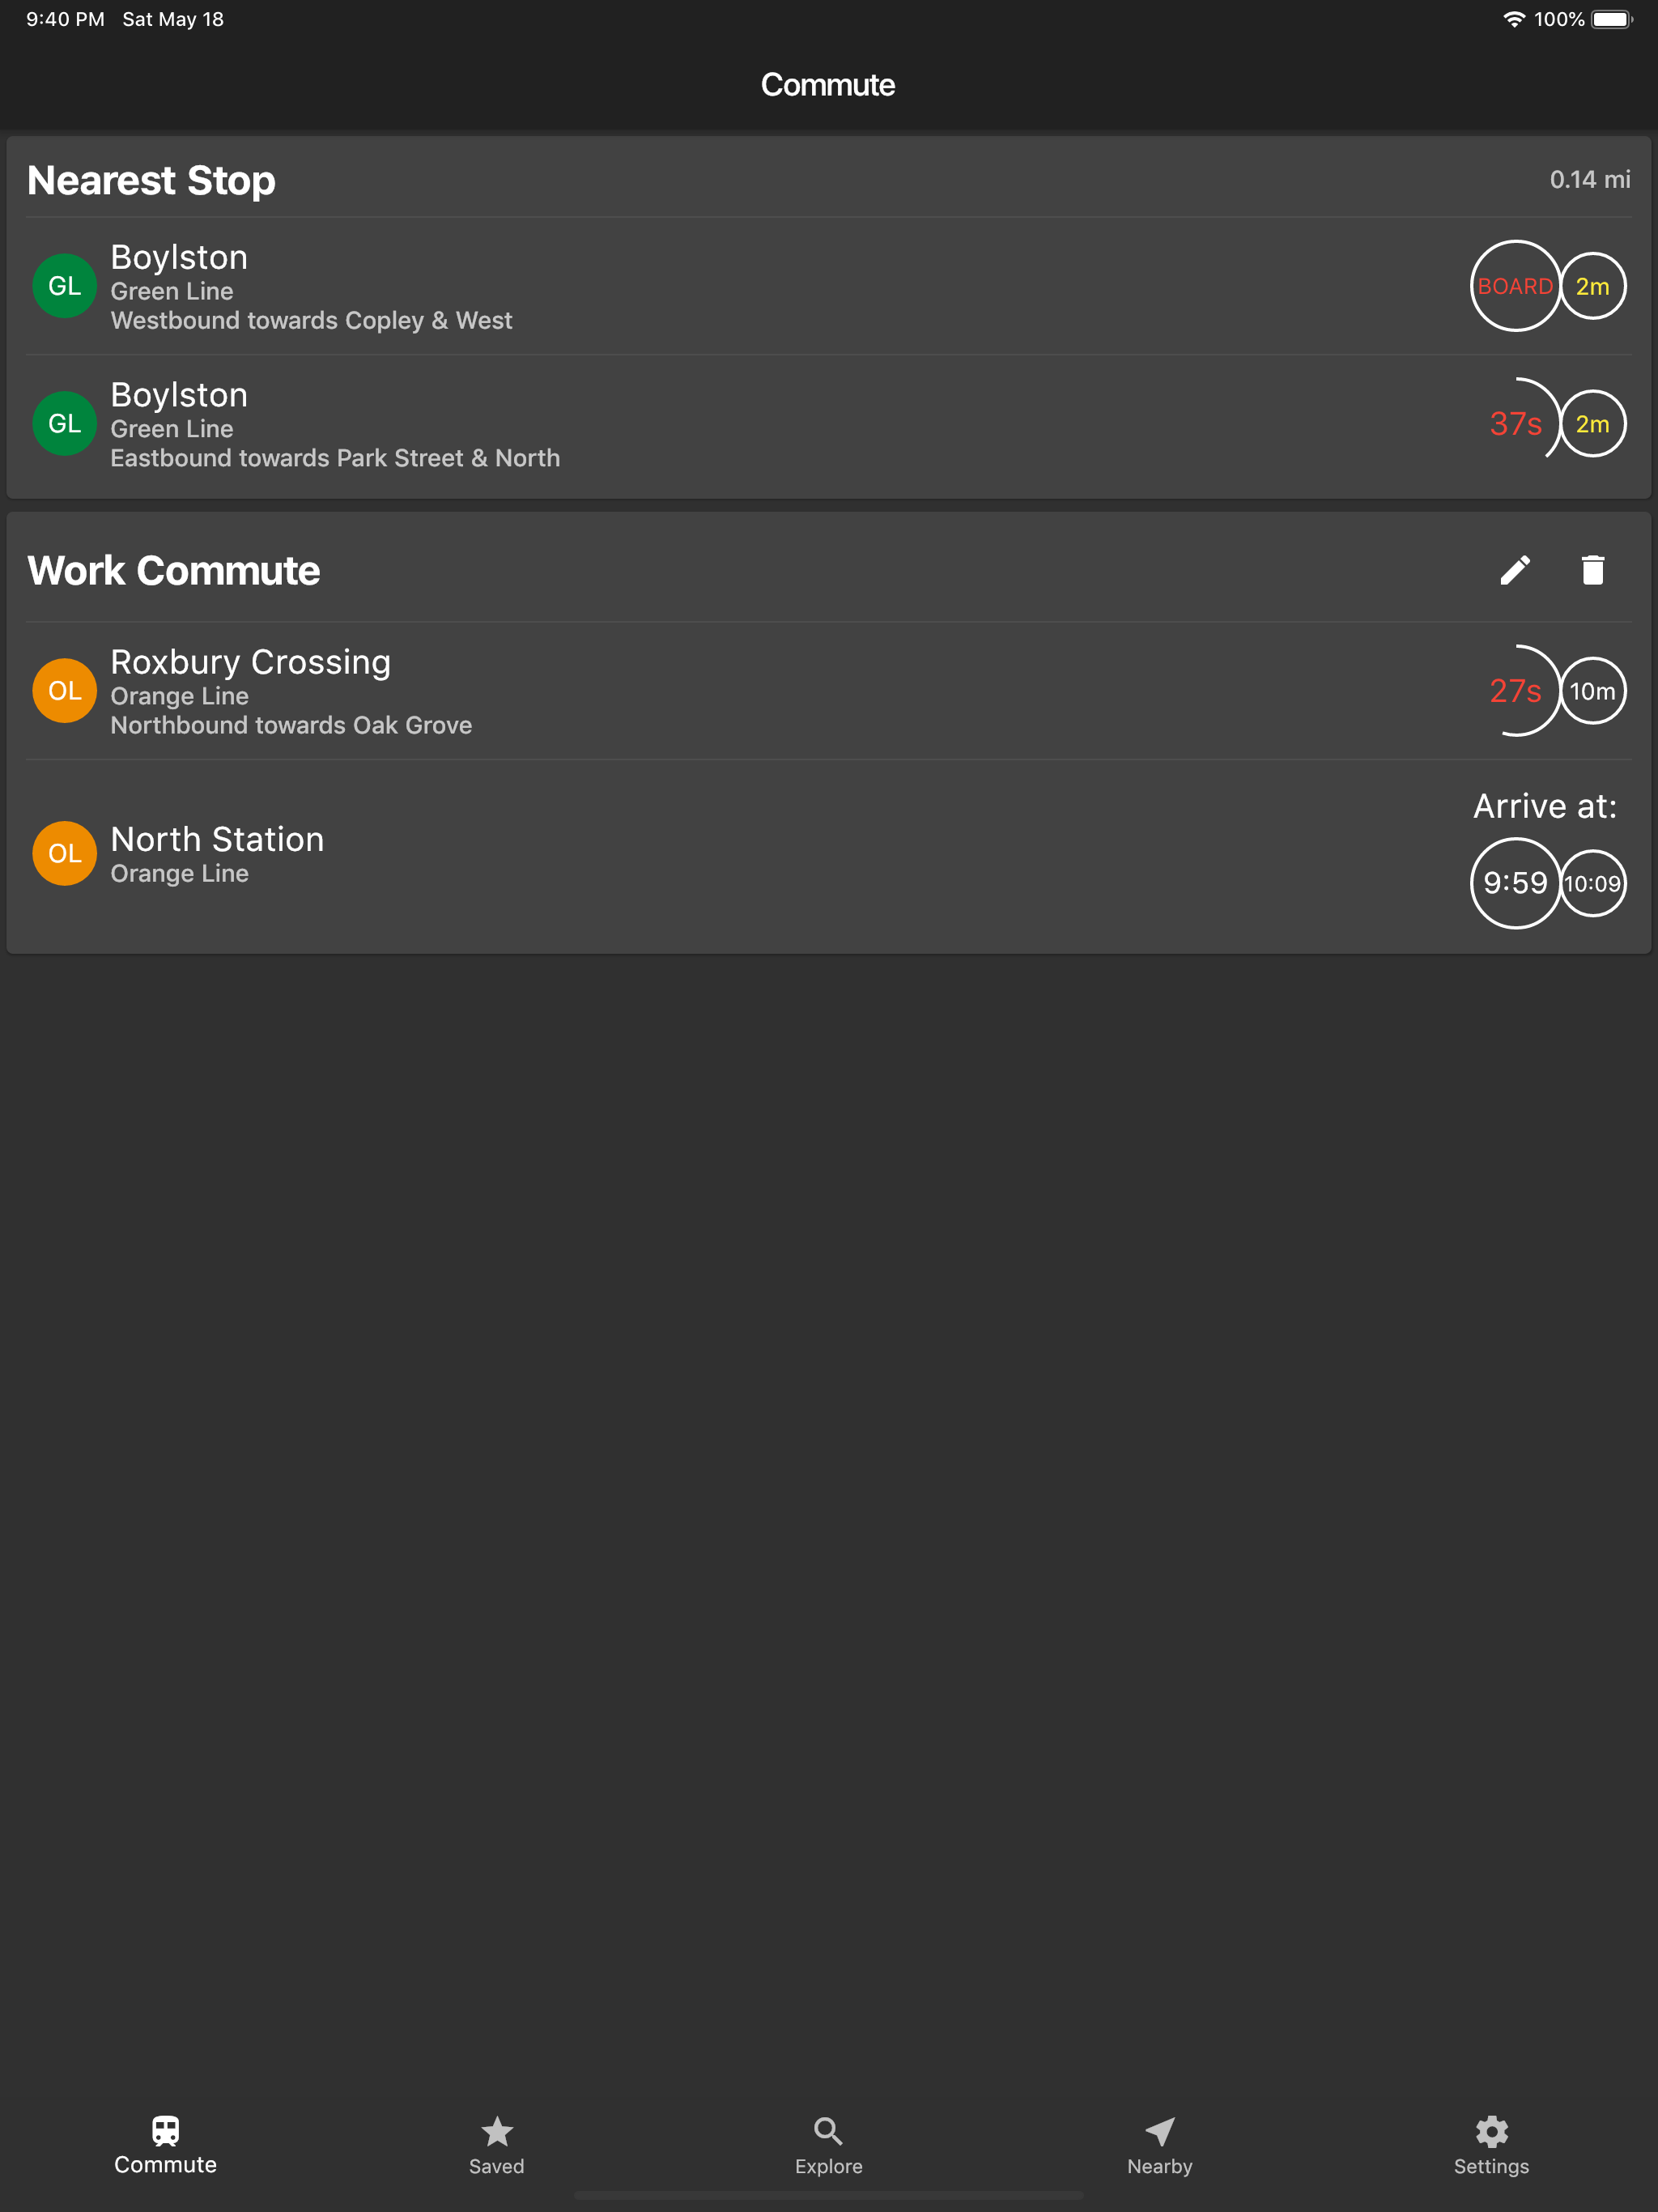 9:40 PM Sat May 18 100%
Commute
Nearest Stop 0.14 mi
GL
Boylston
Green Line
Westbound towards Copley & West
BOARD 2m
GL
Boylston
Green Line
Eastbound towards Park Street & North
37s 2m
Work Commute
OL
Roxbury Crossing
Orange Line
Northbound towards Oak Grove
27s 10m
OL
North Station
Orange Line
Arrive at:
9:59 10:09
Commute Saved Explore Nearby Settings